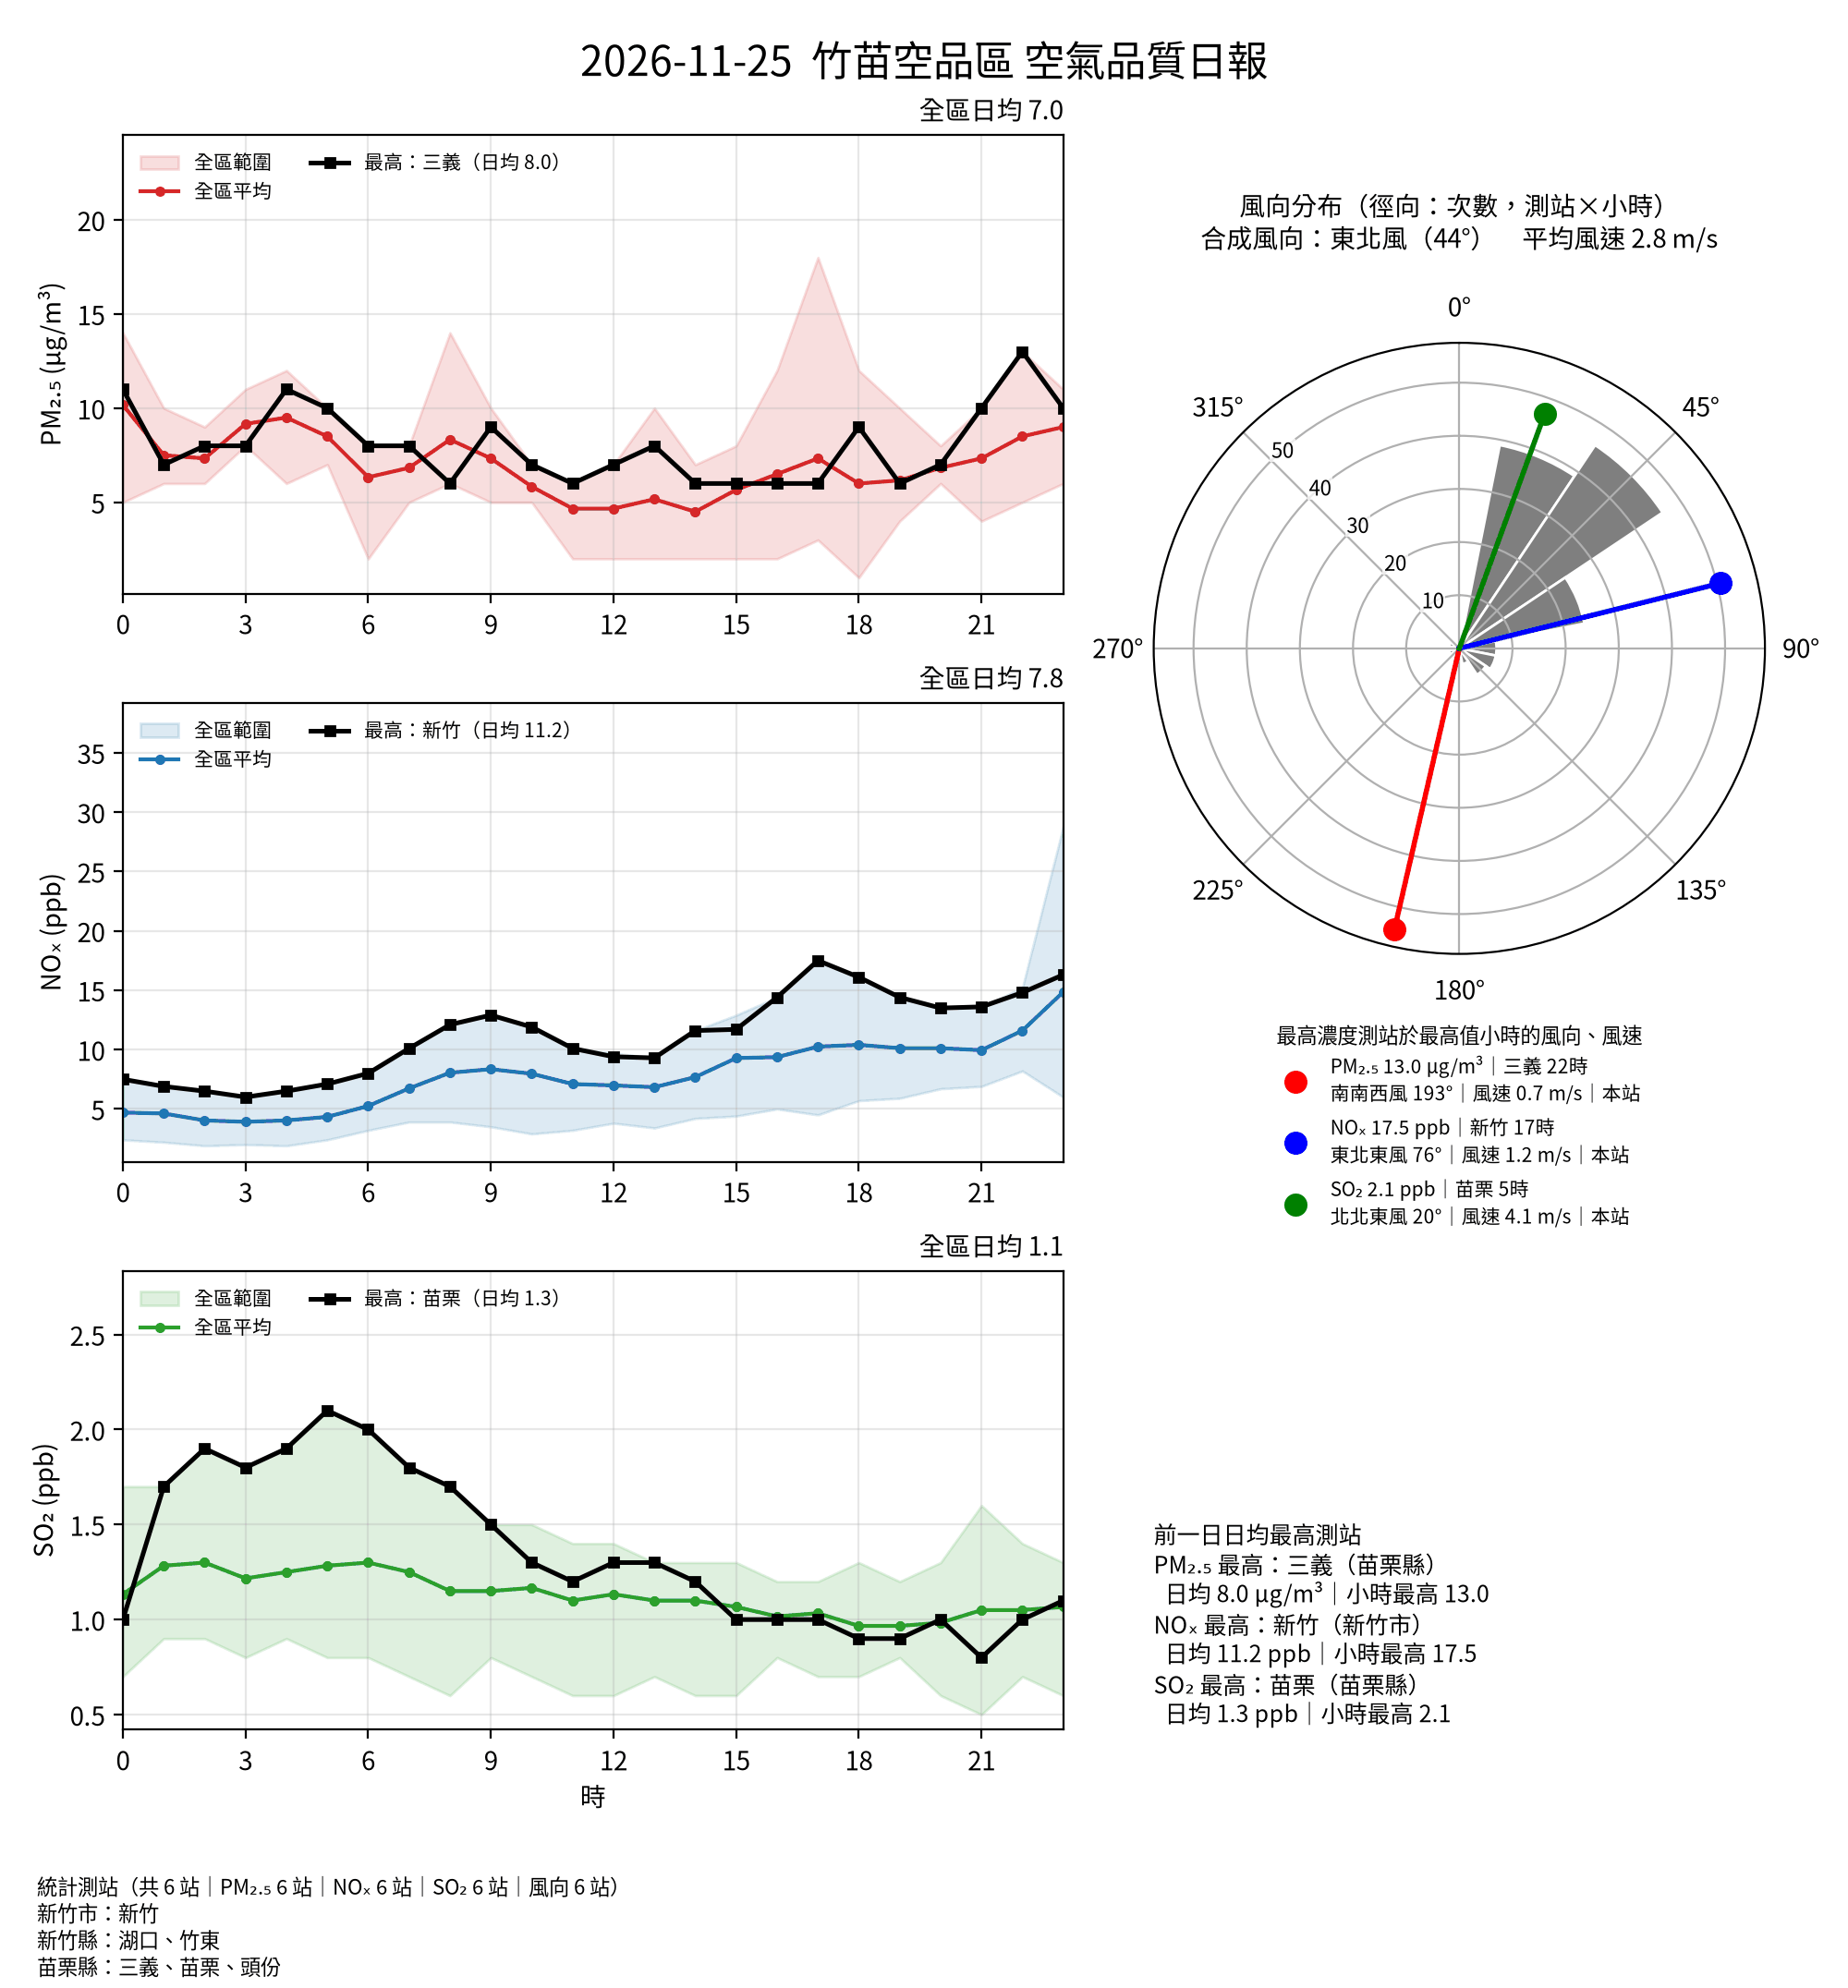 2026-11-25 竹苗空品區 空氣品質日報
全區日均 7.0
全區範圍
全區平均
最高：三義（日均 8.0）
PM₂.₅ (μg/m³)
20
15
10
5
0 3 6 9 12 15 18 21
全區日均 7.8
全區範圍
全區平均
最高：新竹（日均 11.2）
NOₓ (ppb)
35
30
25
20
15
10
5
0 3 6 9 12 15 18 21
全區日均 1.1
全區範圍
全區平均
最高：苗栗（日均 1.3）
SO₂ (ppb)
2.5
2.0
1.5
1.0
0.5
0 3 6 9 12 15 18 21
時
風向分布（徑向：次數，測站×小時）
合成風向：東北風（44°） 平均風速 2.8 m/s
0°
45°
90°
135°
180°
225°
270°
315°
50
40
30
20
10
最高濃度測站於最高值小時的風向、風速
PM₂.₅ 13.0 μg/m³｜三義 22時
南南西風 193°｜風速 0.7 m/s｜本站
NOₓ 17.5 ppb｜新竹 17時
東北東風 76°｜風速 1.2 m/s｜本站
SO₂ 2.1 ppb｜苗栗 5時
北北東風 20°｜風速 4.1 m/s｜本站
前一日日均最高測站
PM₂.₅ 最高：三義（苗栗縣）
日均 8.0 μg/m³｜小時最高 13.0
NOₓ 最高：新竹（新竹市）
日均 11.2 ppb｜小時最高 17.5
SO₂ 最高：苗栗（苗栗縣）
日均 1.3 ppb｜小時最高 2.1
統計測站（共 6 站｜PM₂.₅ 6 站｜NOₓ 6 站｜SO₂ 6 站｜風向 6 站）
新竹市：新竹
新竹縣：湖口、竹東
苗栗縣：三義、苗栗、頭份